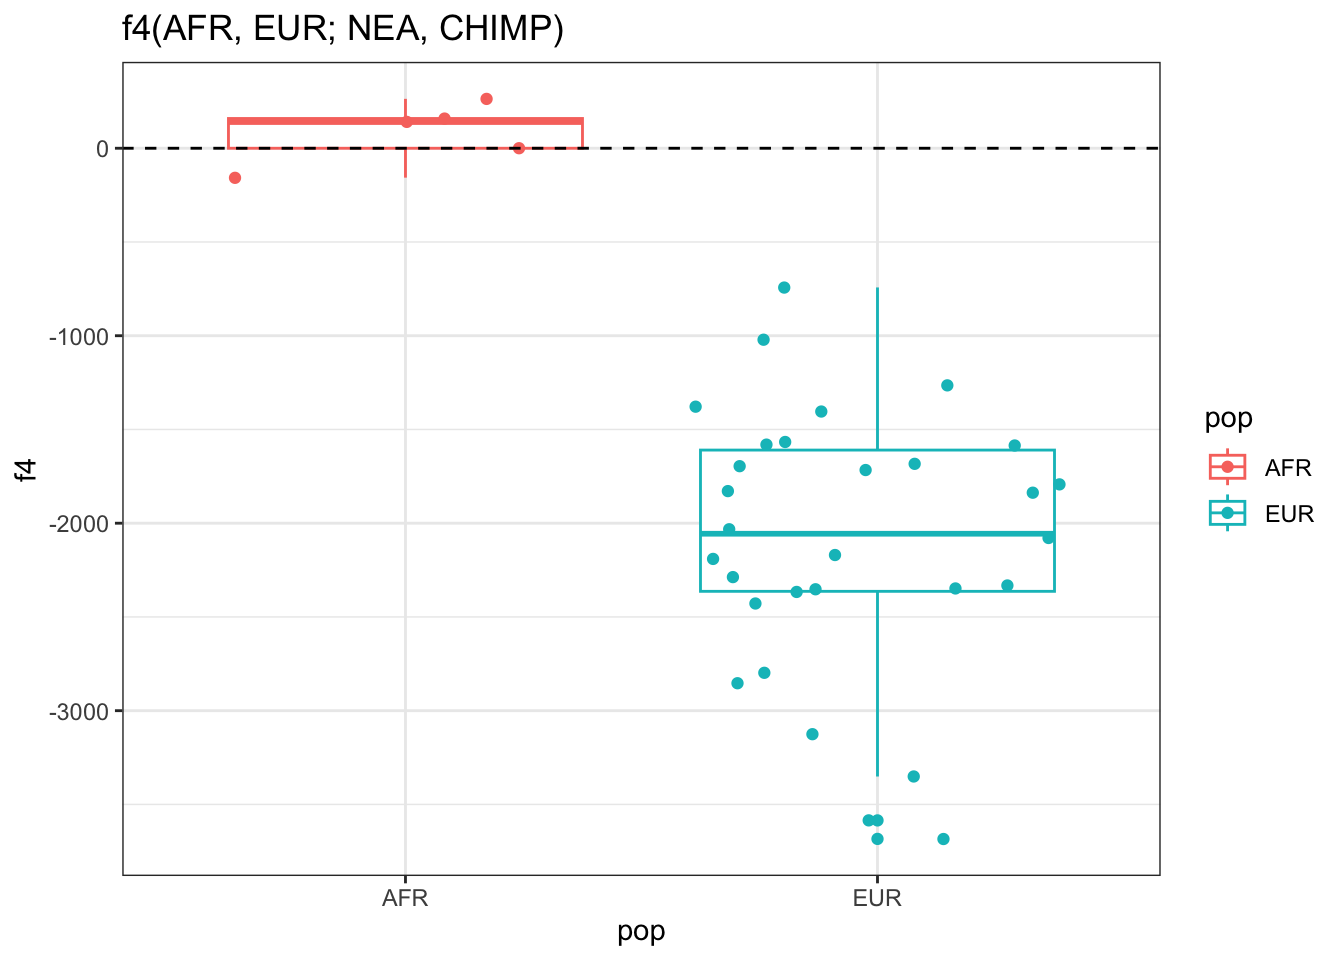 f4(AFR, EUR; NEA, CHIMP)
f4
0
-1000
-2000
-3000
AFR
EUR
pop
pop
AFR
EUR